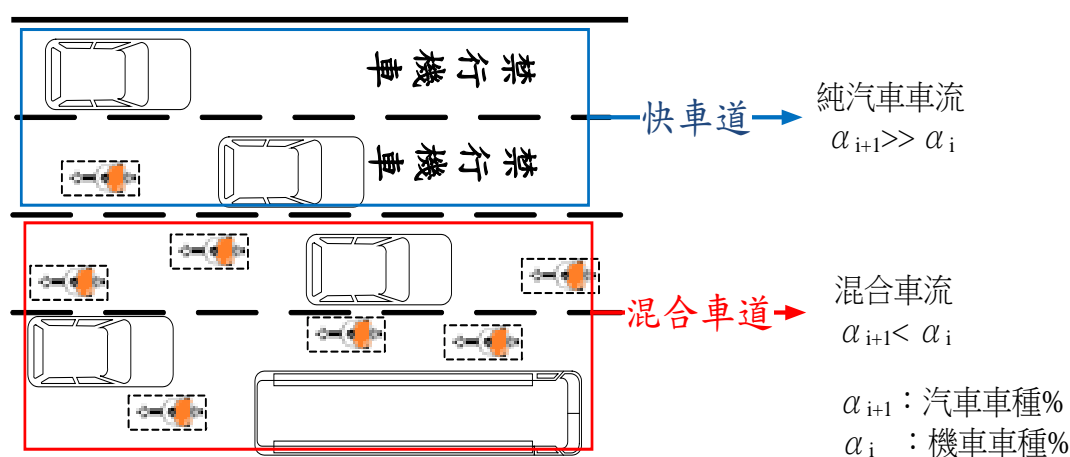 禁行機車
禁行機車
快車道
純汽車車流
α i+1>> α i
混合車道
混合車流
α i+1< α i
α i+1：汽車車種%
α i ：機車車種%